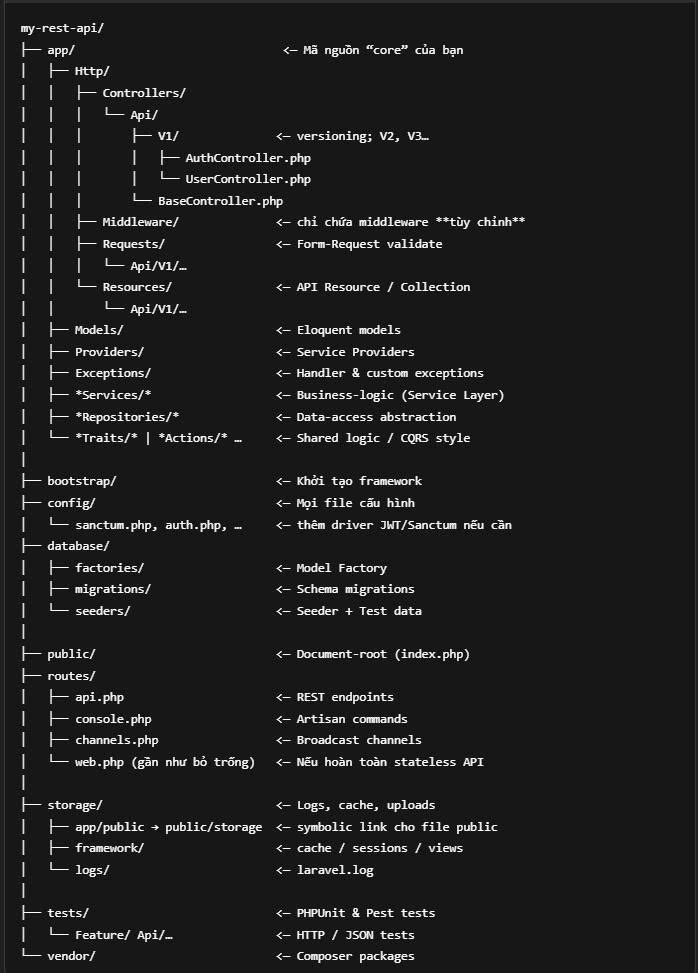 my-rest-api/
├── app/                              <— Mã nguồn “core” của bạn
│   ├── Http/
│   │   ├── Controllers/
│   │   │   └── Api/
│   │   │       ├── V1/              <— versioning; V2, V3…
│   │   │       │   ├── AuthController.php
│   │   │       │   └── UserController.php
│   │   │       └── BaseController.php
│   │   ├── Middleware/              <— chỉ chứa middleware **tùy chỉnh**
│   │   ├── Requests/                <— Form-Request validate
│   │   │   └── Api/V1/…
│   │   └── Resources/               <— API Resource / Collection
│   │       └── Api/V1/…
│   ├── Models/                      <— Eloquent models
│   ├── Providers/                   <— Service Providers
│   ├── Exceptions/                  <— Handler & custom exceptions
│   ├── *Services/*                  <— Business-logic (Service Layer)
│   ├── *Repositories/*              <— Data-access abstraction
│   └── *Traits/* | *Actions/* …     <— Shared logic / CQRS style
│
├── bootstrap/                       <— Khởi tạo framework
├── config/                          <— Mọi file cấu hình
│   └── sanctum.php, auth.php, …     <— thêm driver JWT/Sanctum nếu cần
├── database/
│   ├── factories/                   <— Model Factory
│   ├── migrations/                  <— Schema migrations
│   └── seeders/                     <— Seeder + Test data
│
├── public/                          <— Document-root (index.php)
├── routes/
│   ├── api.php                      <— REST endpoints
│   ├── console.php                  <— Artisan commands
│   ├── channels.php                 <— Broadcast channels
│   └── web.php (gần như bỏ trống)   <— Nếu hoàn toàn stateless API
│
├── storage/                         <— Logs, cache, uploads
│   ├── app/public → public/storage  <— symbolic link cho file public
│   ├── framework/                   <— cache / sessions / views
│   └── logs/                        <— laravel.log
│
├── tests/                           <— PHPUnit & Pest tests
│   └── Feature/ Api/…               <— HTTP / JSON tests
└── vendor/                          <— Composer packages